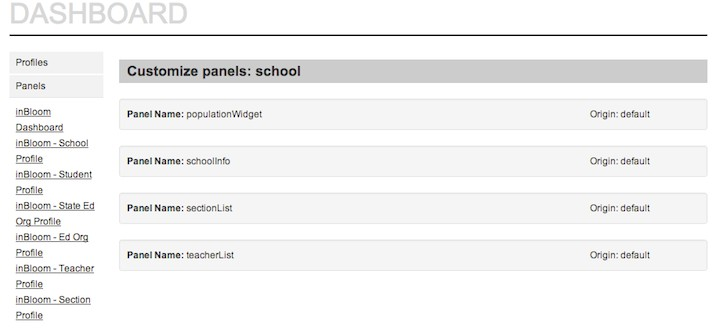 DASHBOARD
Profiles
Panels
inBloom
Dashboard
inBloom - School
Profile
inBloom - Student
Profile
inBloom - State Ed
Org Profile
inBloom - Ed Org
Profile
inBloom - Teacher
Profile
inBloom - Section
Profile
Customize panels: school
Panel Name: populationWidget Origin: default
Panel Name: schoolInfo Origin: default
Panel Name: sectionList Origin: default
Panel Name: teacherList Origin: default